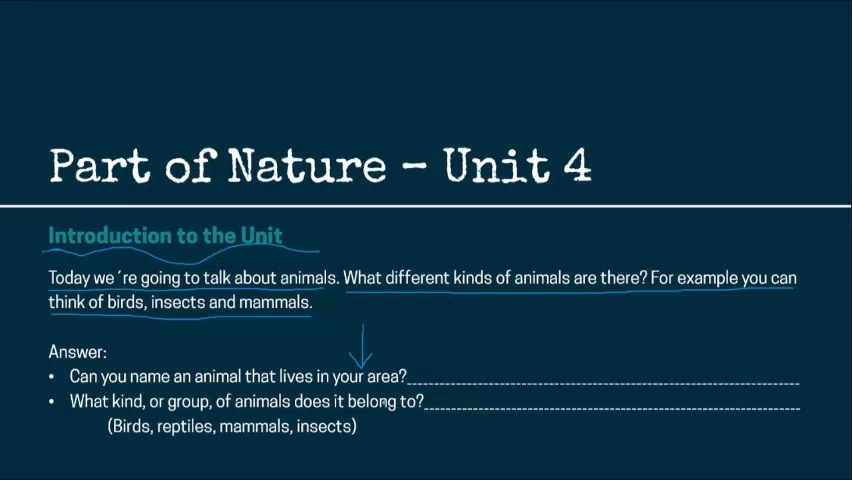 Part of Nature – Unit 4
Introduction to the Unit
Today we´re going to talk about animals. What different kinds of animals are there? For example you can
think of birds, insects and mammals.
Answer:
• Can you name an animal that lives in your area?
• What kind, or group, of animals does it belong to?
(Birds, reptiles, mammals, insects)